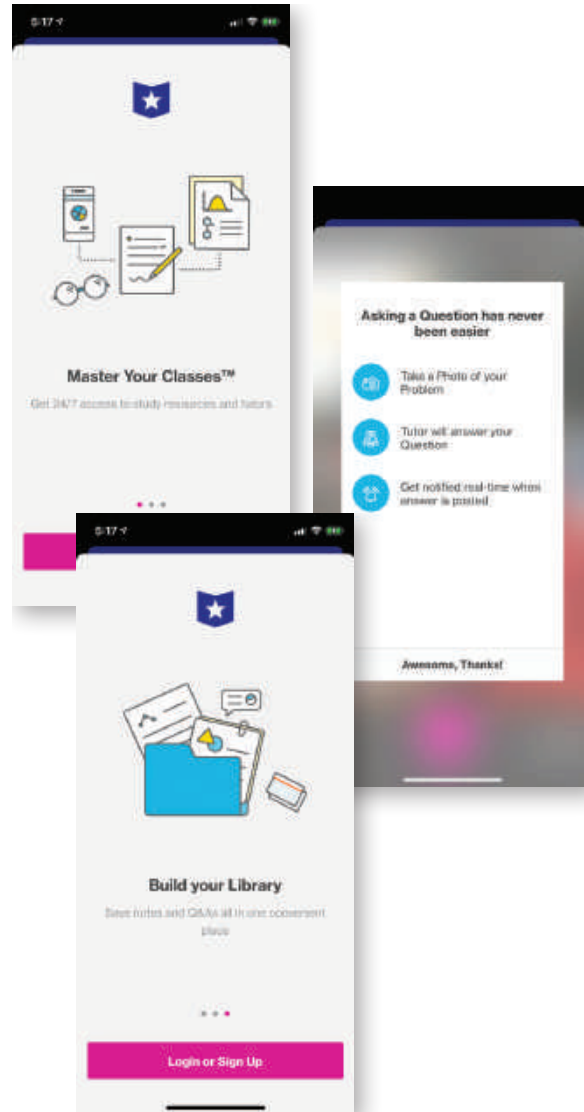 5:17
Master Your Classes™
Get 24/7 access to study resources and tutors
Asking a Question has never
been easier
Take a Photo of your
Problem
Tutor will answer your
Question
Get notified real-time when
answer is posted
Awesome, Thanks!
5:17
Build your Library
Save notes and Q&As all in one convenient
place
Login or Sign Up